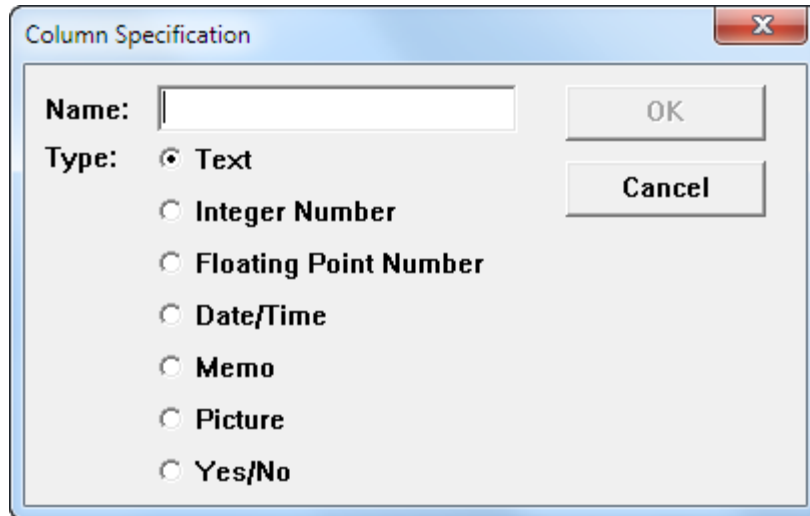 Column Specification
Name:
OK
Type:
Text
Cancel
Integer Number
Floating Point Number
Date/Time
Memo
Picture
Yes/No